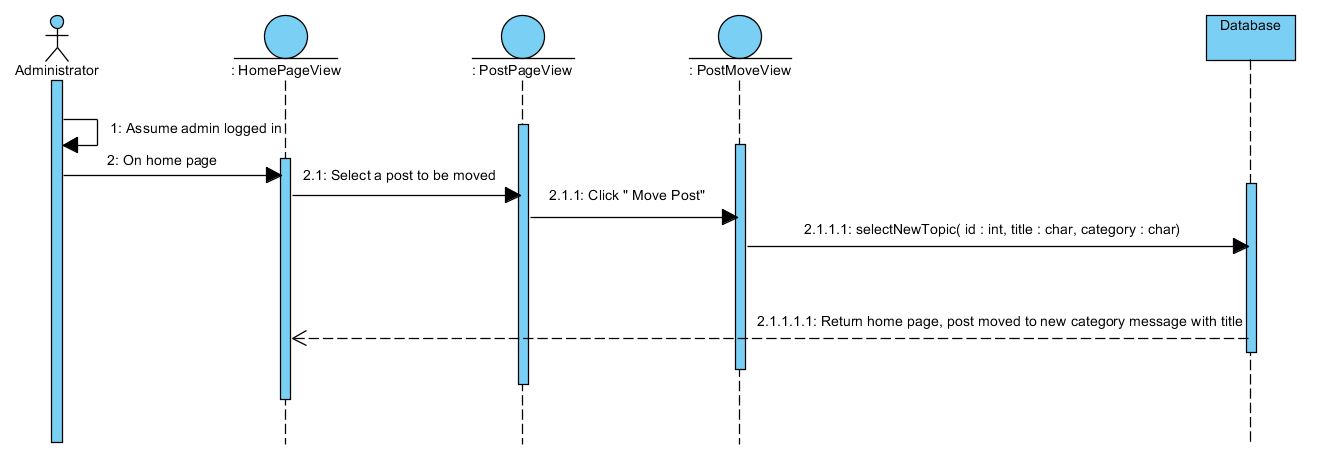 Database
Administrator
: HomePageView
: PostPageView
: PostMoveView
1: Assume admin logged in
2: On home page
2.1: Select a post to be moved
2.1.1: Click " Move Post"
2.1.1.1: selectNewTopic( id : int, title : char, category : char)
2.1.1.1.1: Return home page, post moved to new category message with title